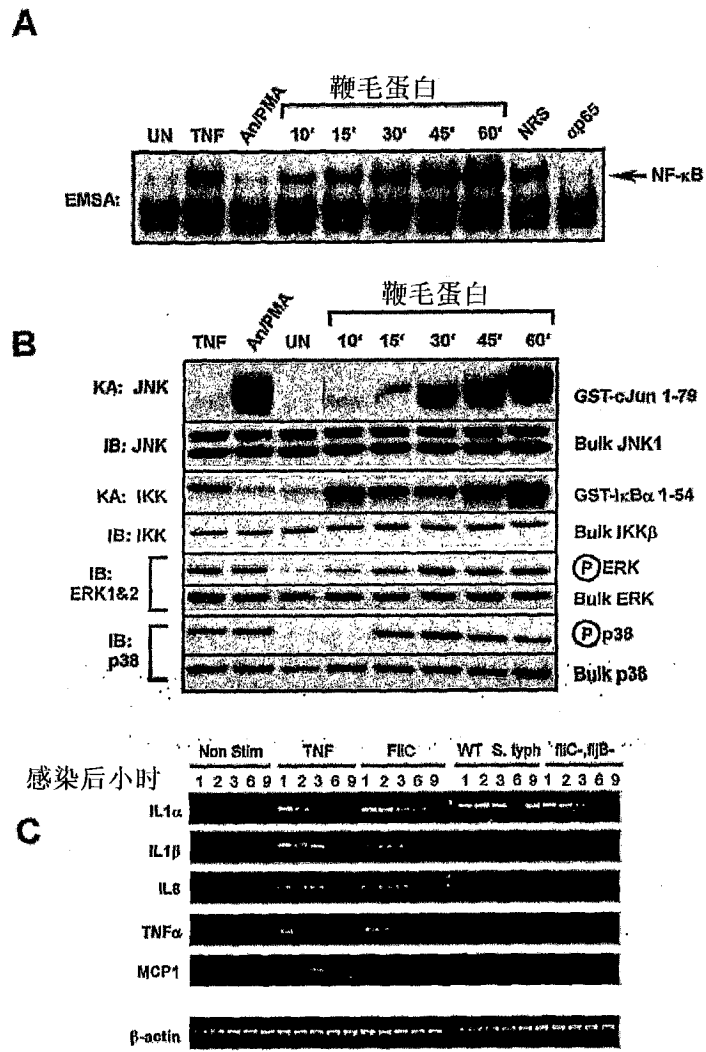 A
鞭毛蛋白
UN TNF An/PMA 10' 15' 30' 45' 60' NRS αp65
EMSA: NF-κB
B
鞭毛蛋白
TNF An/PMA UN 10' 15' 30' 45' 60'
KA: JNK GST-cJun 1-79
IB: JNK Bulk JNK1
KA: IKK GST-IκBα 1-54
IB: IKK Bulk IKKβ
IB: ERK1&2 P ERK
Bulk ERK
IB: p38 P p38
Bulk p38
C
Non Stim TNF FliC WT S. typh fliC-,fljB-
感染后小时 1 2 3 6 9 1 2 3 6 9 1 2 3 6 9 1 2 3 6 9 1 2 3 6 9
IL1α
IL1β
IL8
TNFα
MCP1
β-actin